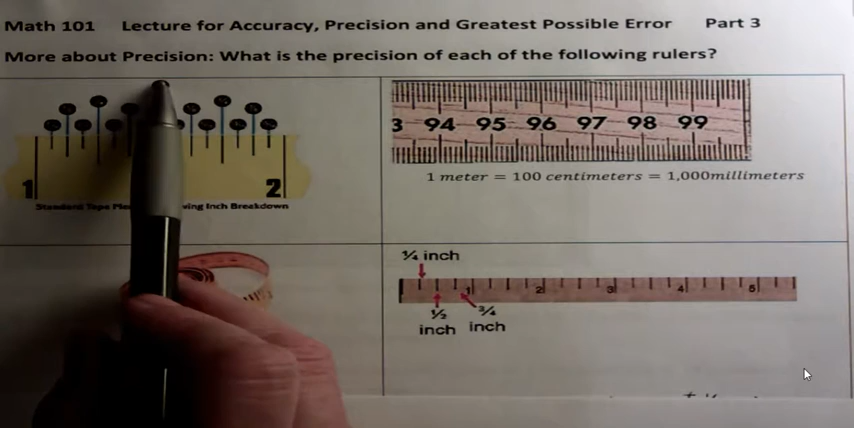 Math 101 Lecture for Accuracy, Precision and Greatest Possible Error Part 3
More about Precision: What is the precision of each of the following rulers?
1 2
Standard Tape ving Inch Breakdown
3 94 95 96 97 98 99
1 meter = 100 centimeters = 1,000millimeters
¼ inch
1 2 3 4 5
½ ¾
inch inch